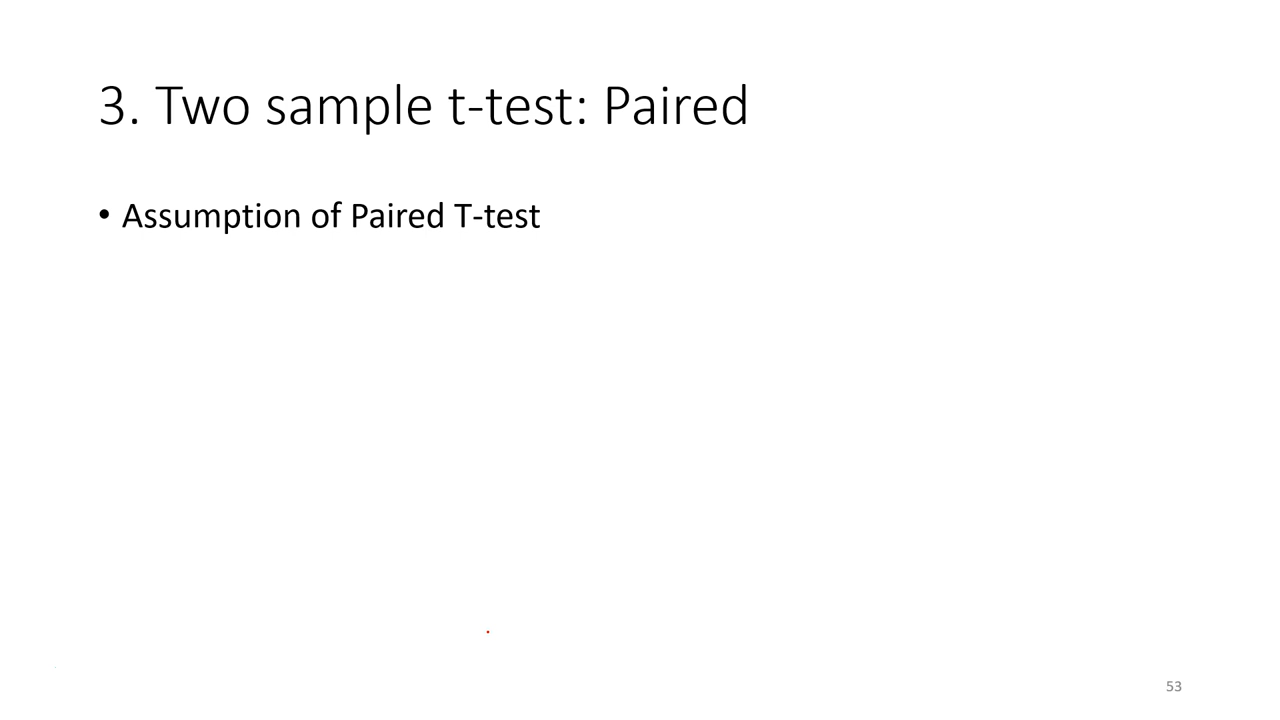 3. Two sample t-test: Paired
• Assumption of Paired T-test
53